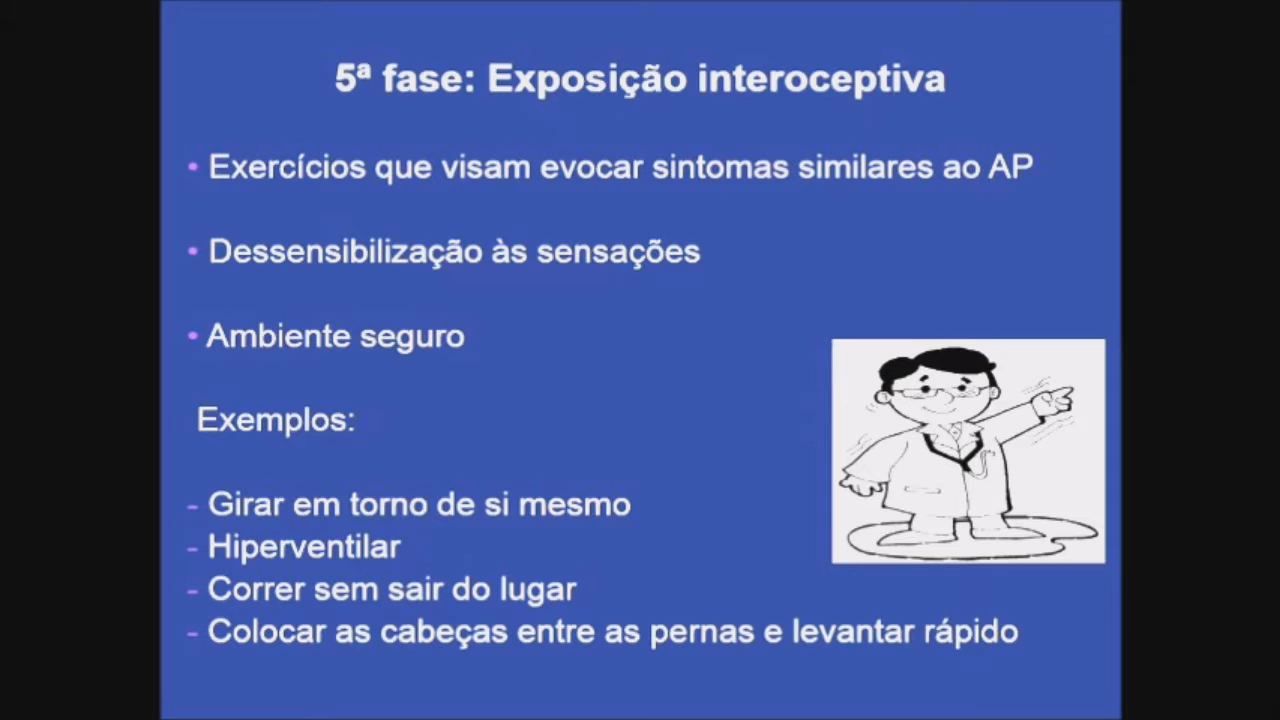 5ª fase: Exposição interoceptiva
• Exercícios que visam evocar sintomas similares ao AP
• Dessensibilização às sensações
• Ambiente seguro
Exemplos:
- Girar em torno de si mesmo
- Hiperventilar
- Correr sem sair do lugar
- Colocar as cabeças entre as pernas e levantar rápido